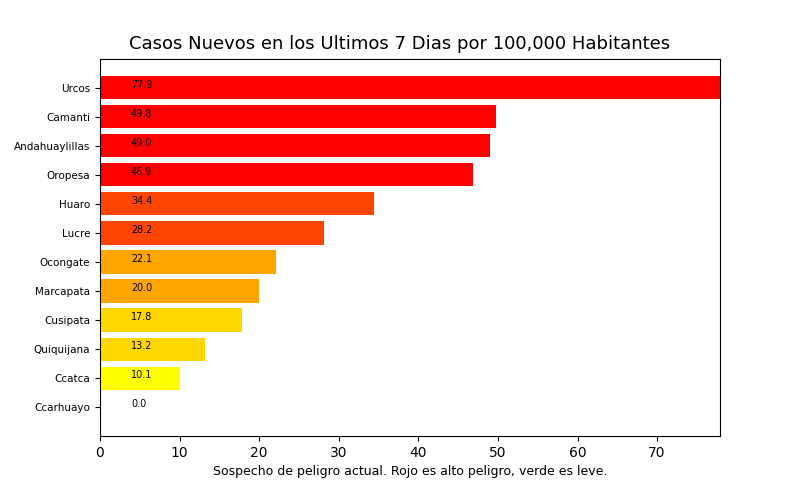 Casos Nuevos en los Ultimos 7 Dias por 100,000 Habitantes
Urcos 77.9
Camanti 49.8
Andahuaylillas 49.0
Oropesa 46.9
Huaro 34.4
Lucre 28.2
Ocongate 22.1
Marcapata 20.0
Cusipata 17.8
Quiquijana 13.2
Ccatca 10.1
Ccarhuayo 0.0
0 10 20 30 40 50 60 70
Sospecho de peligro actual. Rojo es alto peligro, verde es leve.